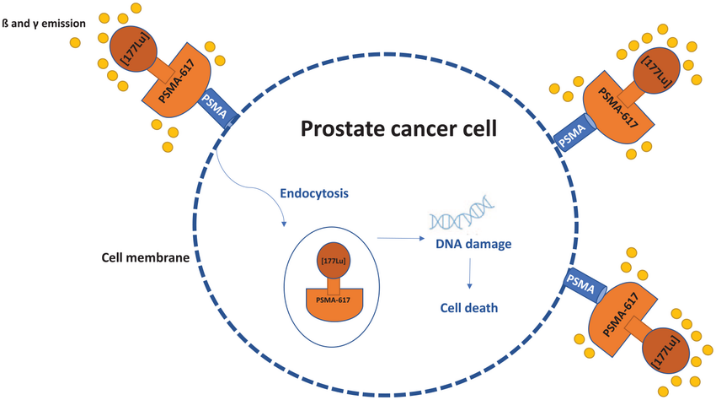 ß and γ emission
[177Lu]
PSMA-617
PSMA
[177Lu]
PSMA-617
PSMA
Prostate cancer cell
Endocytosis
DNA damage
Cell membrane
[177Lu]
PSMA-617
Cell death
PSMA
PSMA-617
[177Lu]